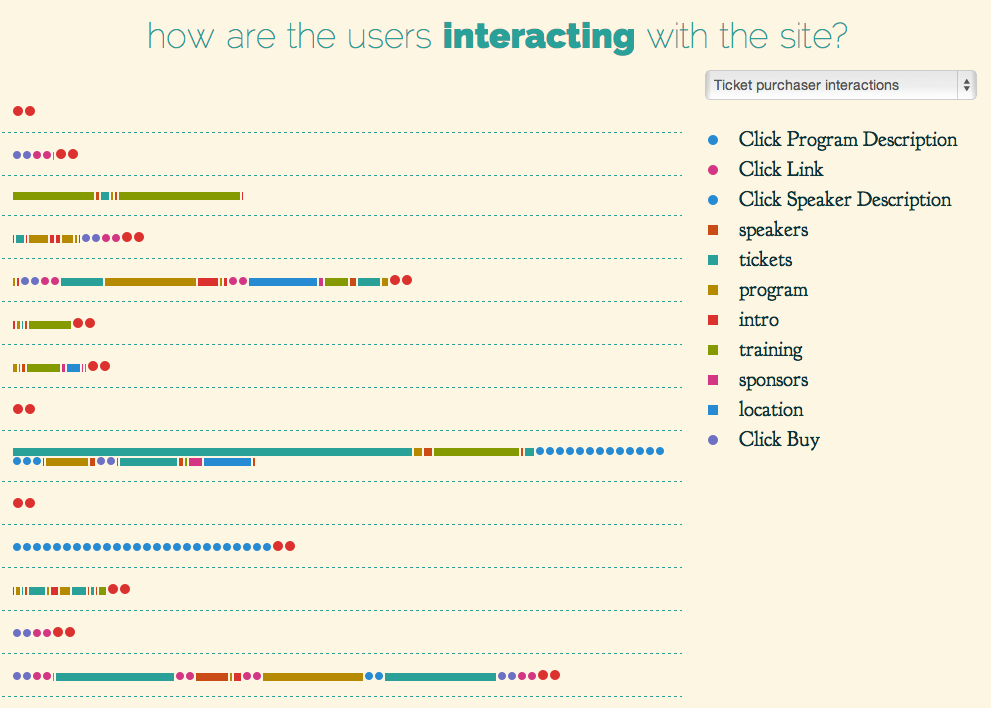 how are the users interacting with the site?
Ticket purchaser interactions
Click Program Description
Click Link
Click Speaker Description
speakers
tickets
program
intro
training
sponsors
location
Click Buy